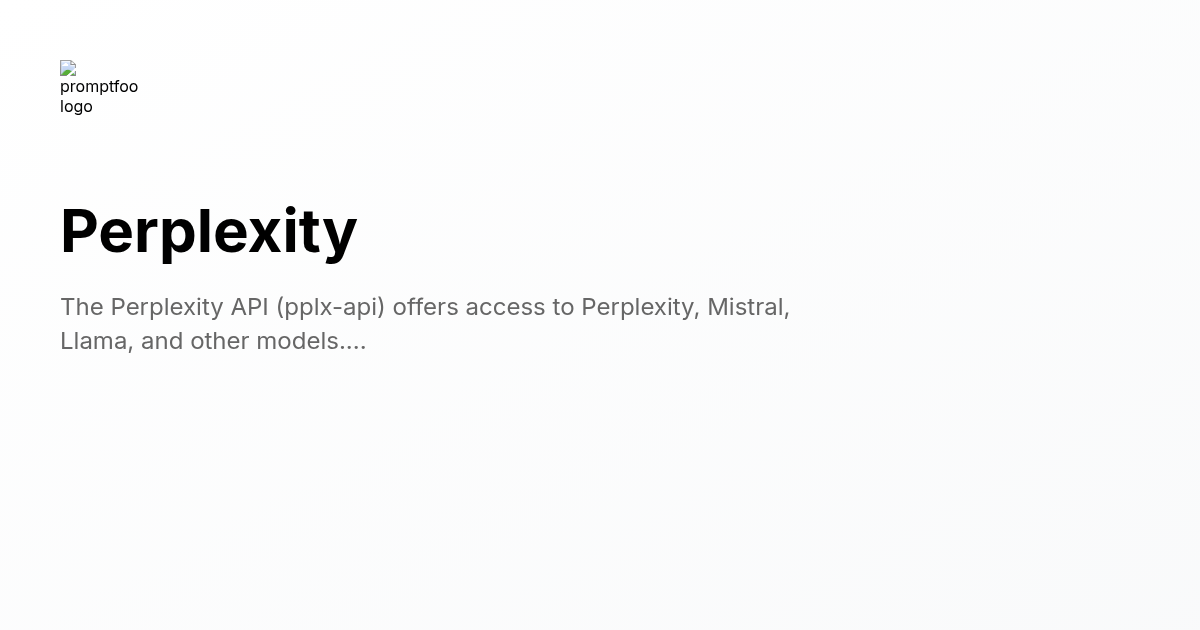 promptfoo
logo
Perplexity
The Perplexity API (pplx-api) offers access to Perplexity, Mistral,
Llama, and other models....